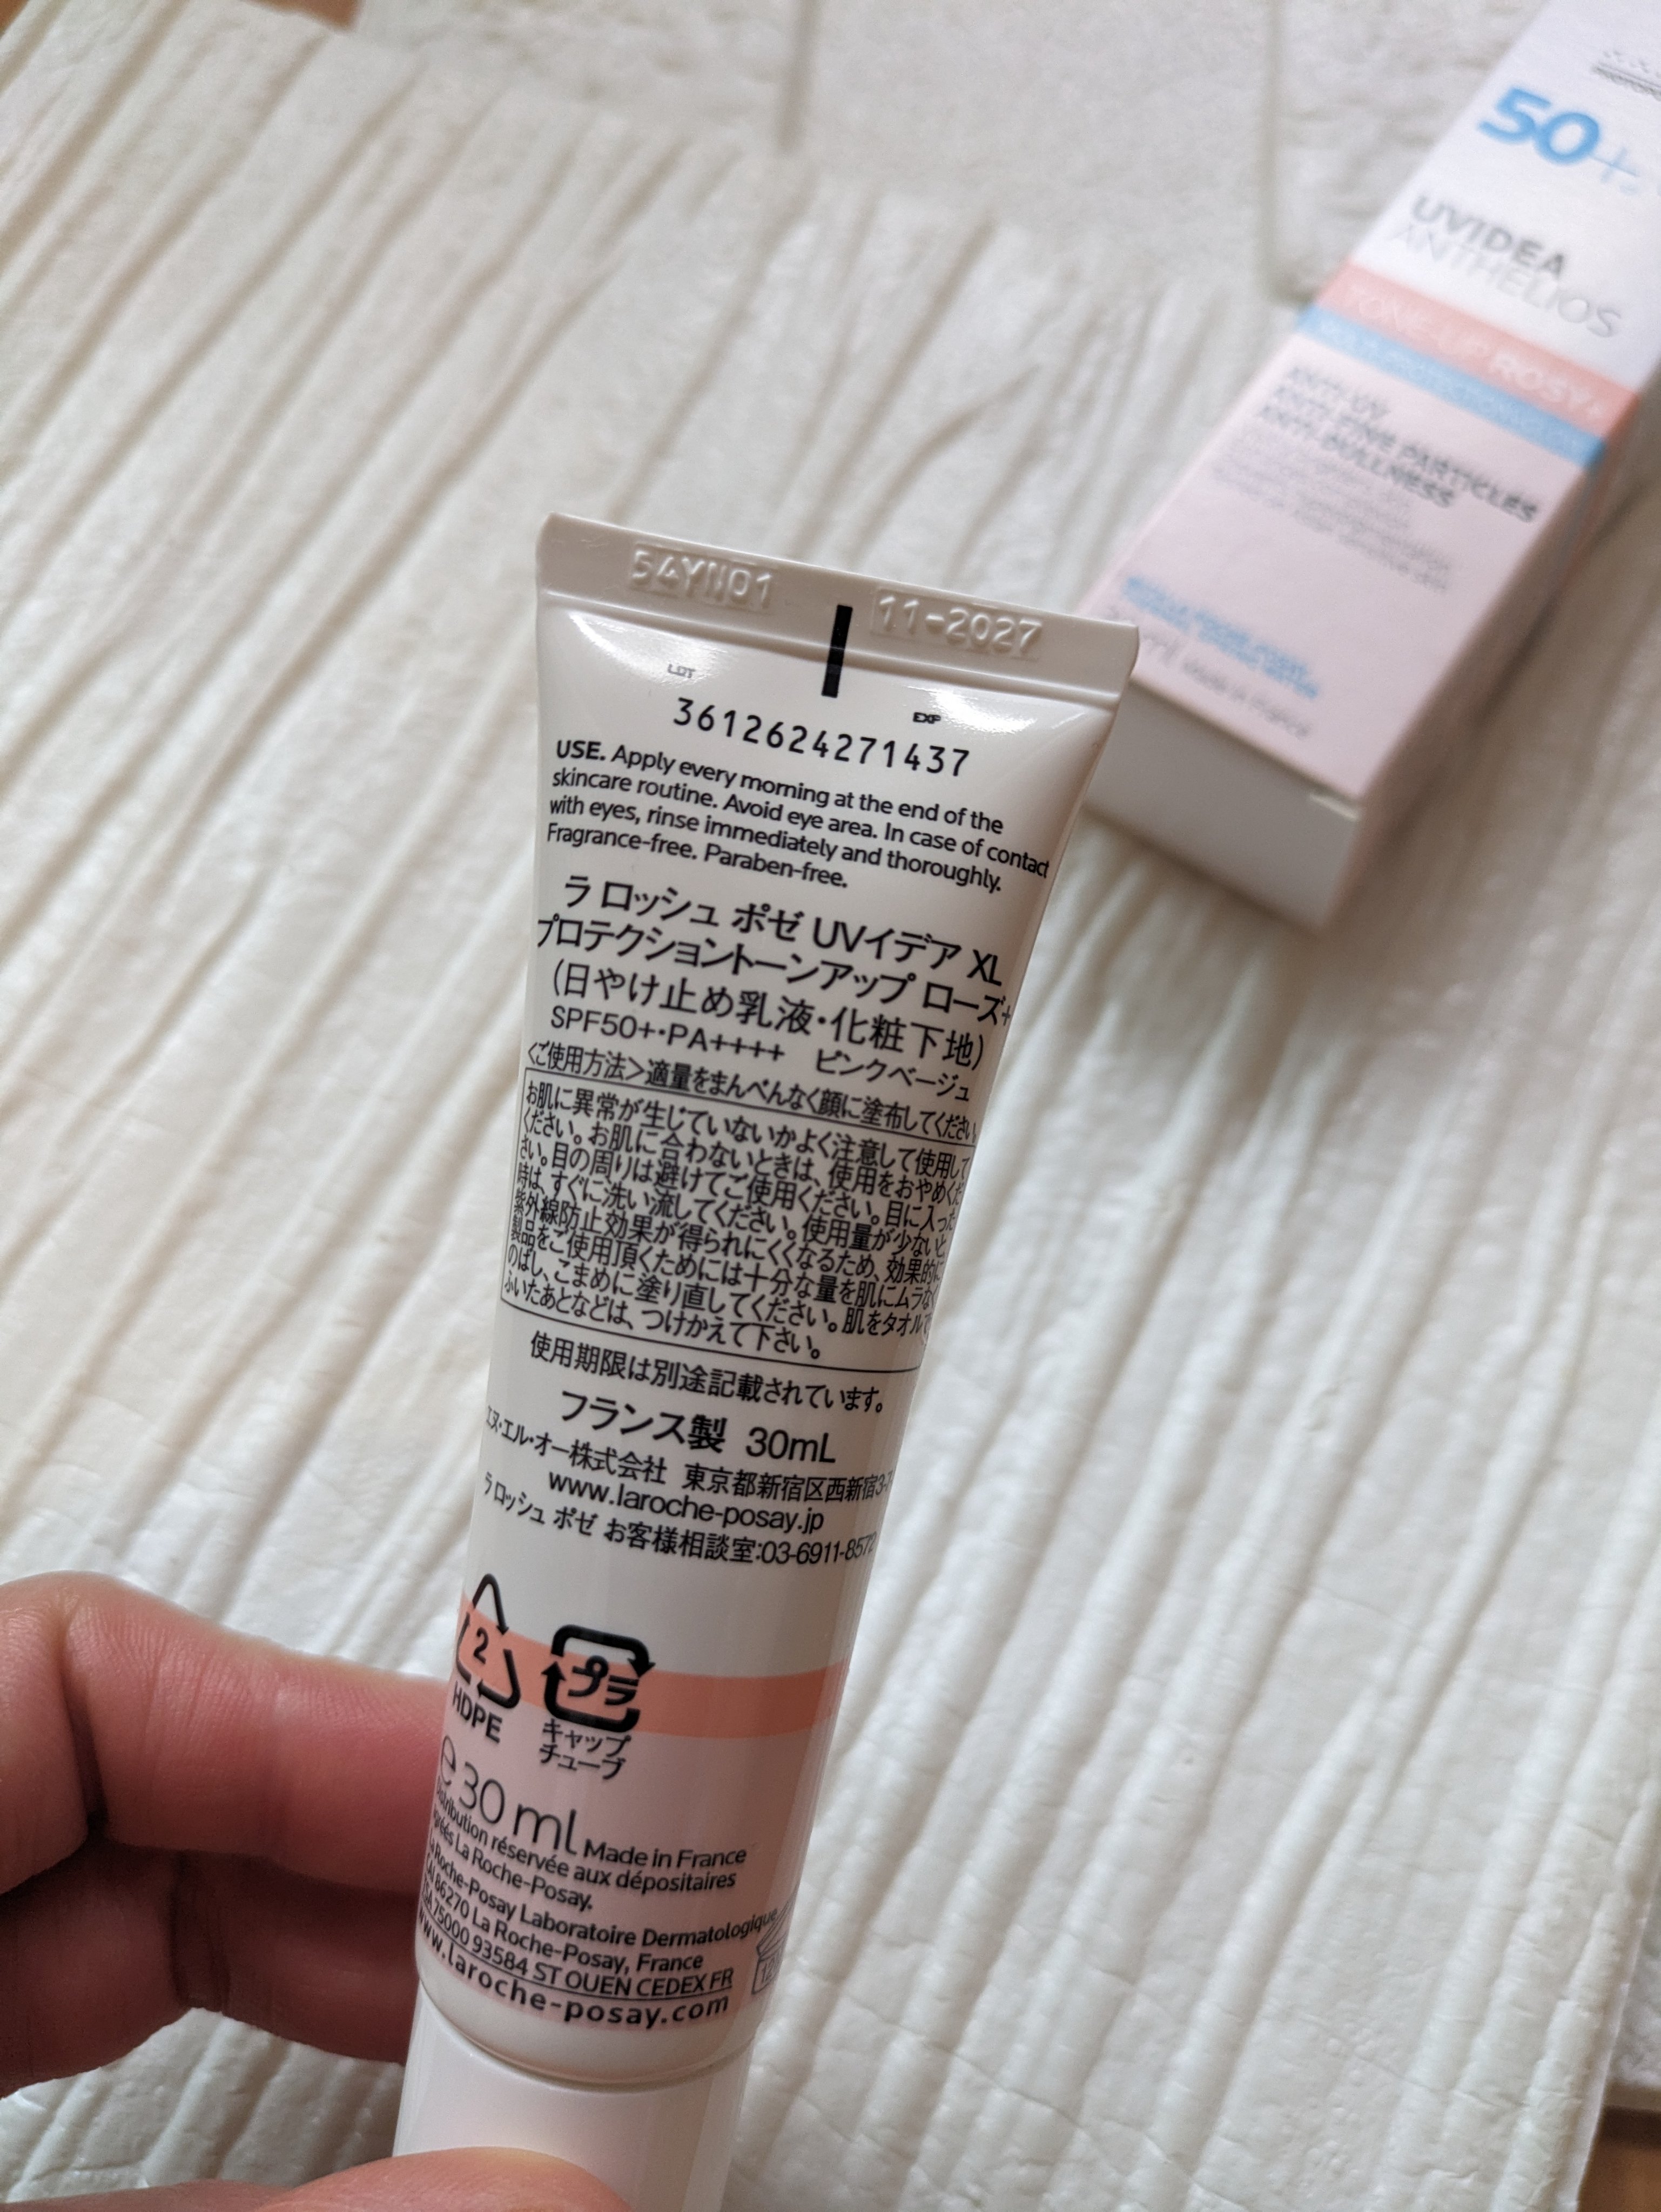 54YN01 11-2027
LOT EXP
3612624271437
USE. Apply every morning at the end of the
skincare routine. Avoid eye area. In case of contact
with eyes, rinse immediately and thoroughly.
Fragrance-free. Paraben-free.
ラ ロッシュ ポゼ UVイデア XL
プロテクショントーンアップ ローズ+
(日やけ止め乳液・化粧下地)
SPF50+・PA++++ ピンクベージュ
<ご使用方法>適量をまんべんなく顔に塗布してください。
お肌に異常が生じていないかよく注意して使用して
ください。お肌に合わないときは、使用をおやめくだ
さい。目の周りは避けてご使用ください。目に入った
時は、すぐに洗い流してください。使用量が少ないと
紫外線防止効果が得られにくくなるため、効果的に
製品をご使用頂くためには十分な量を肌にムラなく
のばし、こまめに塗り直してください。肌をタオルで
ふいたあとなどは、つけかえて下さい。
使用期限は別途記載されています。
フランス製 30mL
エヌ・エル・オー株式会社 東京都新宿区西新宿3-7
www.laroche-posay.jp
ラ ロッシュ ポゼ お客様相談室:03-6911-8572
2
HDPE
プラ
キャップ
チューブ
e 30 ml Made in France
Distribution réservée aux dépositaires
agréés La Roche-Posay.
La Roche-Posay Laboratoire Dermatologique
86270 La Roche-Posay, France
75000 93584 ST OUEN CEDEX FR
www.laroche-posay.com
50+
UVIDEA
ANTHELIOS
TONE-UP ROSY+
ANTI-UV
ANTI-FINE PARTICLES
ANTI-DULLNESS
made in France